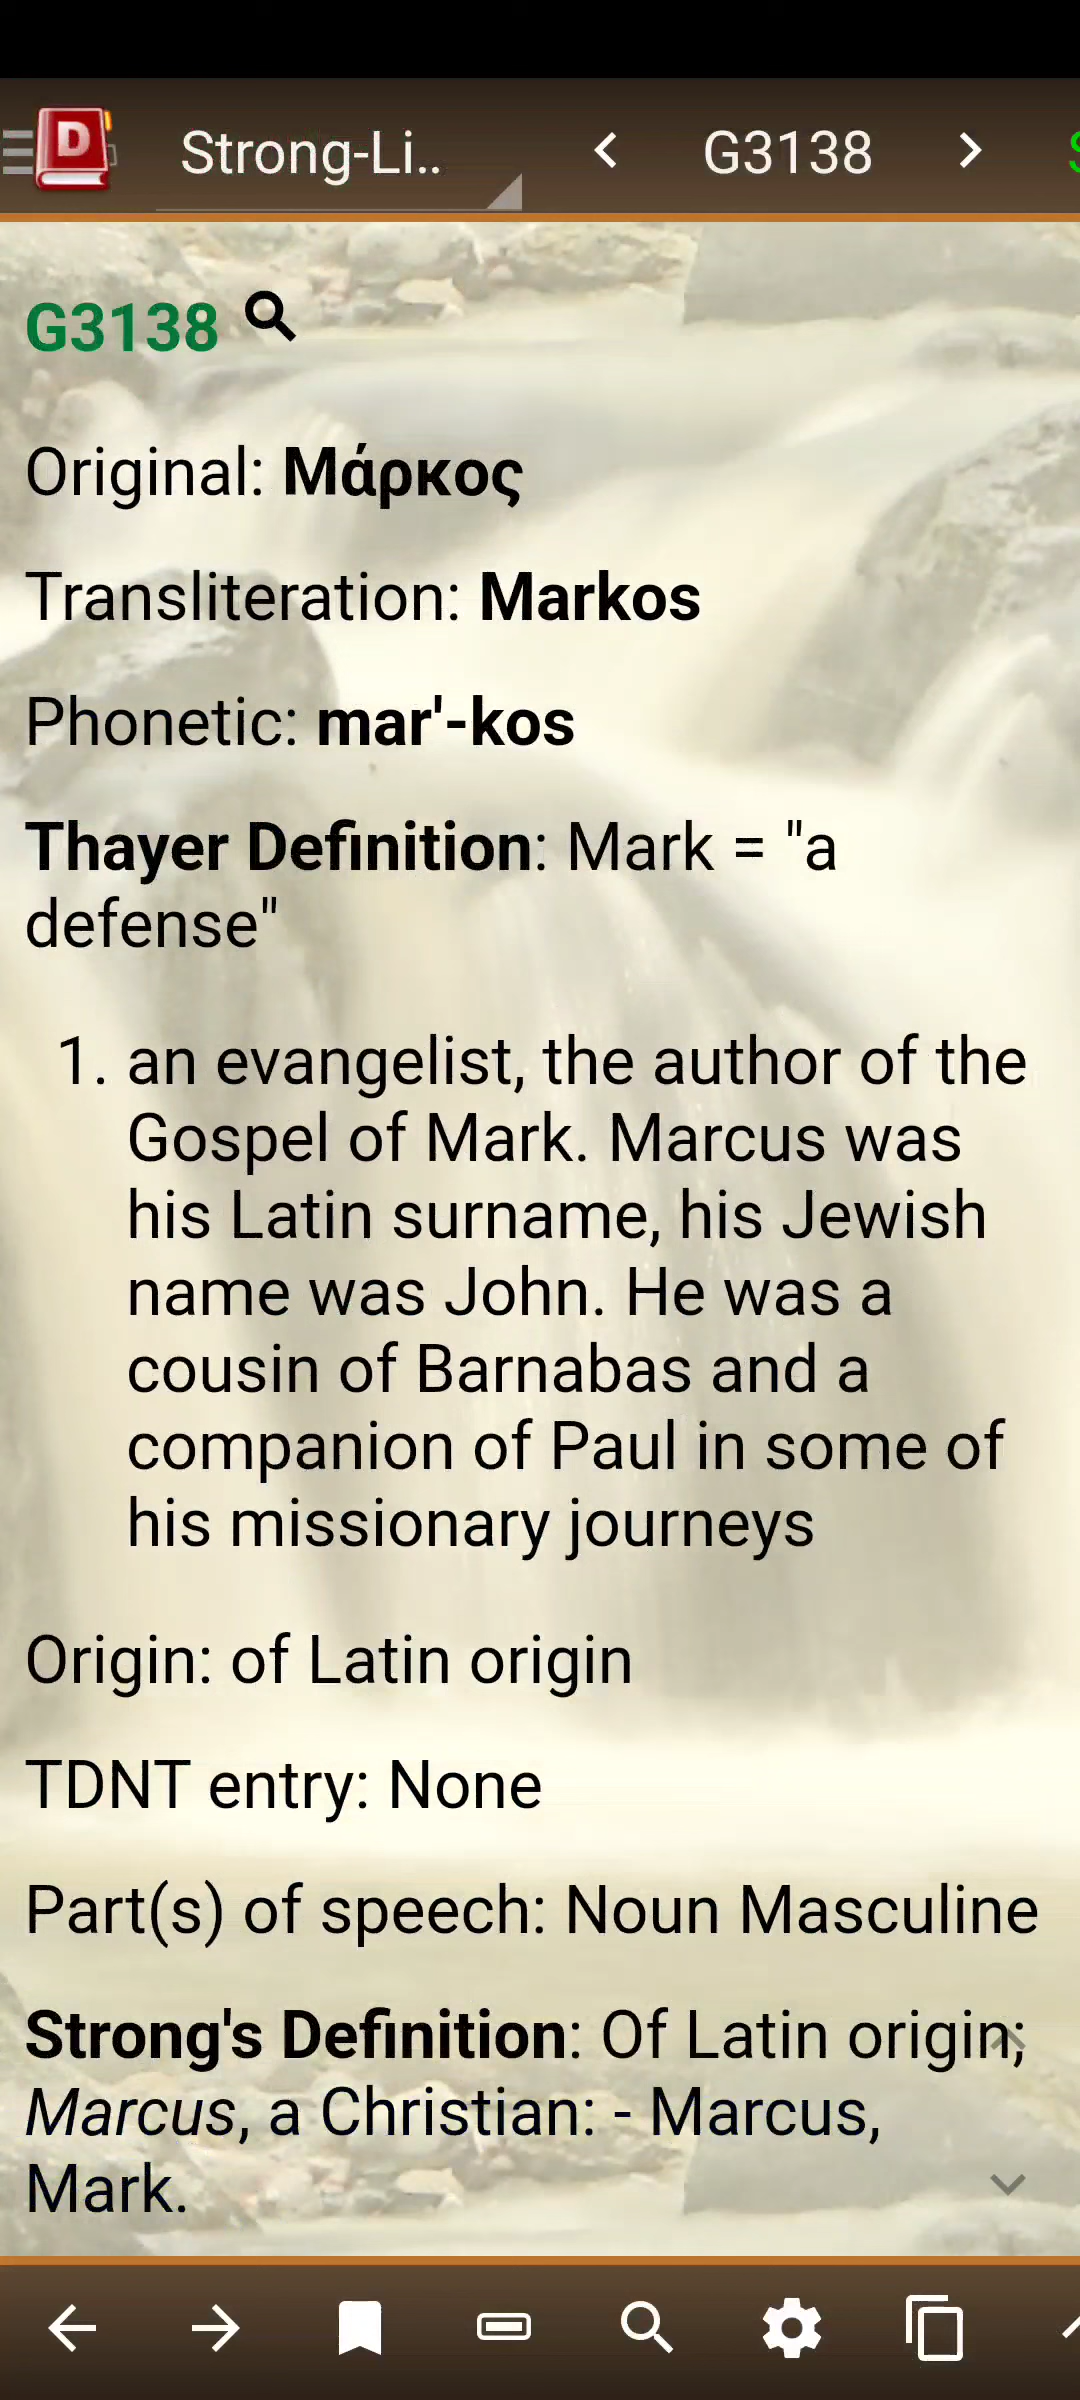 D Strong-Li.. G3138
G3138
Original: Μάρκος
Transliteration: Markos
Phonetic: mar'-kos
Thayer Definition: Mark = "a
defense"
1. an evangelist, the author of the
Gospel of Mark. Marcus was
his Latin surname, his Jewish
name was John. He was a
cousin of Barnabas and a
companion of Paul in some of
his missionary journeys
Origin: of Latin origin
TDNT entry: None
Part(s) of speech: Noun Masculine
Strong's Definition: Of Latin origin;
Marcus, a Christian: - Marcus,
Mark.